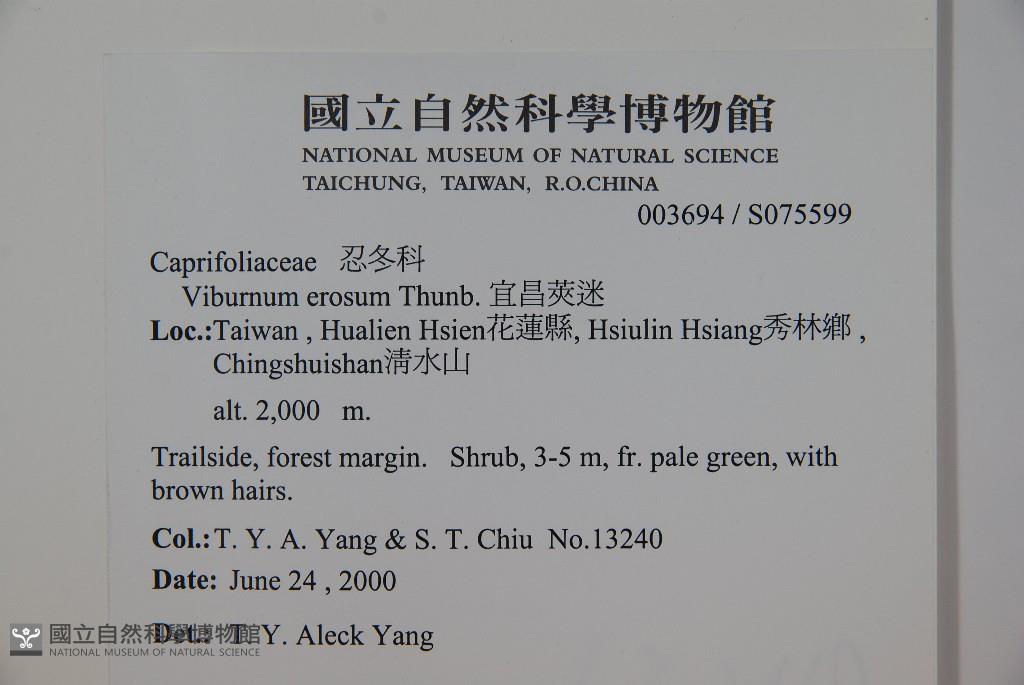 國立自然科學博物館
NATIONAL MUSEUM OF NATURAL SCIENCE
TAICHUNG, TAIWAN, R.O.CHINA
003694 / S075599
Caprifoliaceae 忍冬科
Viburnum erosum Thunb. 宜昌莢迷
Loc.:Taiwan , Hualien Hsien花蓮縣, Hsiulin Hsiang秀林鄉 ,
Chingshuishan清水山
alt. 2,000 m.
Trailside, forest margin. Shrub, 3-5 m, fr. pale green, with
brown hairs.
Col.:T. Y. A. Yang & S. T. Chiu No.13240
Date: June 24 , 2000
Det.: T. Y. Aleck Yang
國立自然科學博物館
NATIONAL MUSEUM OF NATURAL SCIENCE